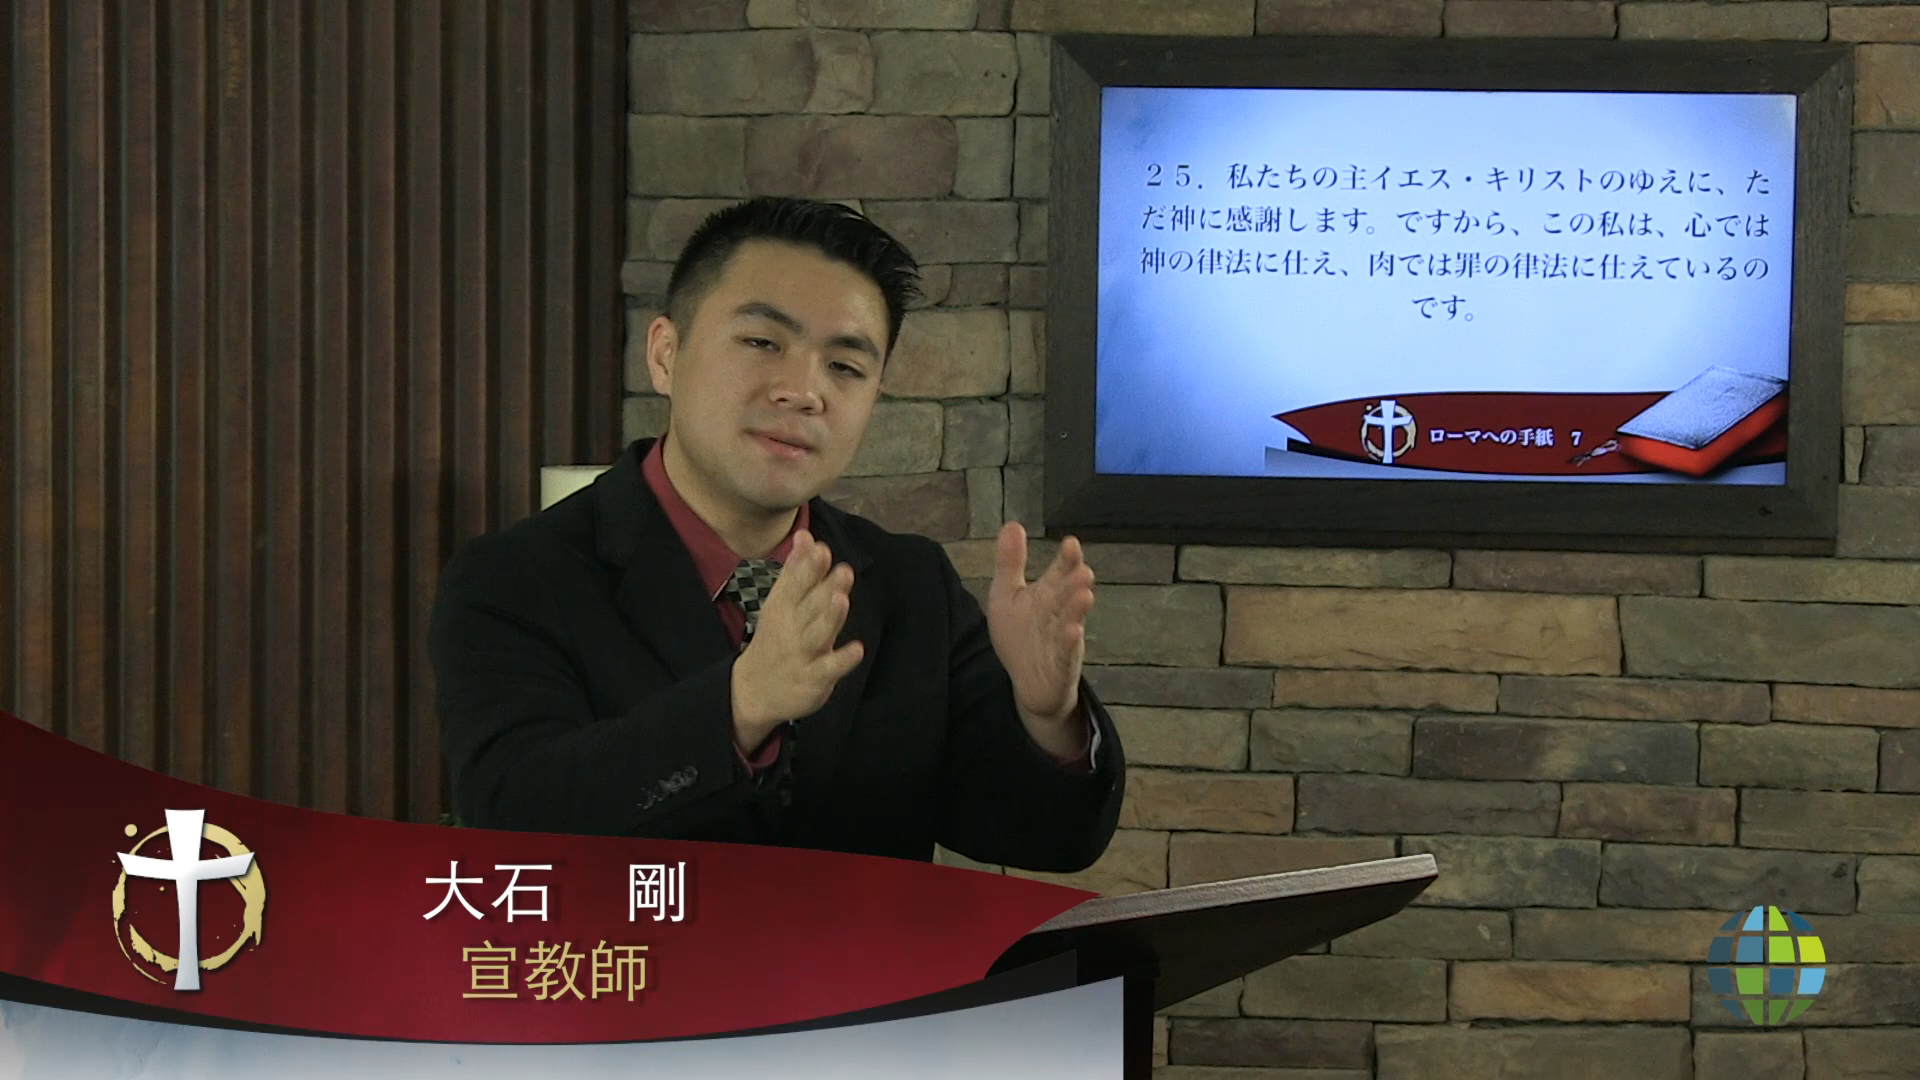 25．私たちの主イエス・キリストのゆえに、た
だ神に感謝します。ですから、この私は、心では
神の律法に仕え、肉では罪の律法に仕えているの
です。
ローマへの手紙　7
大石　剛
宣教師